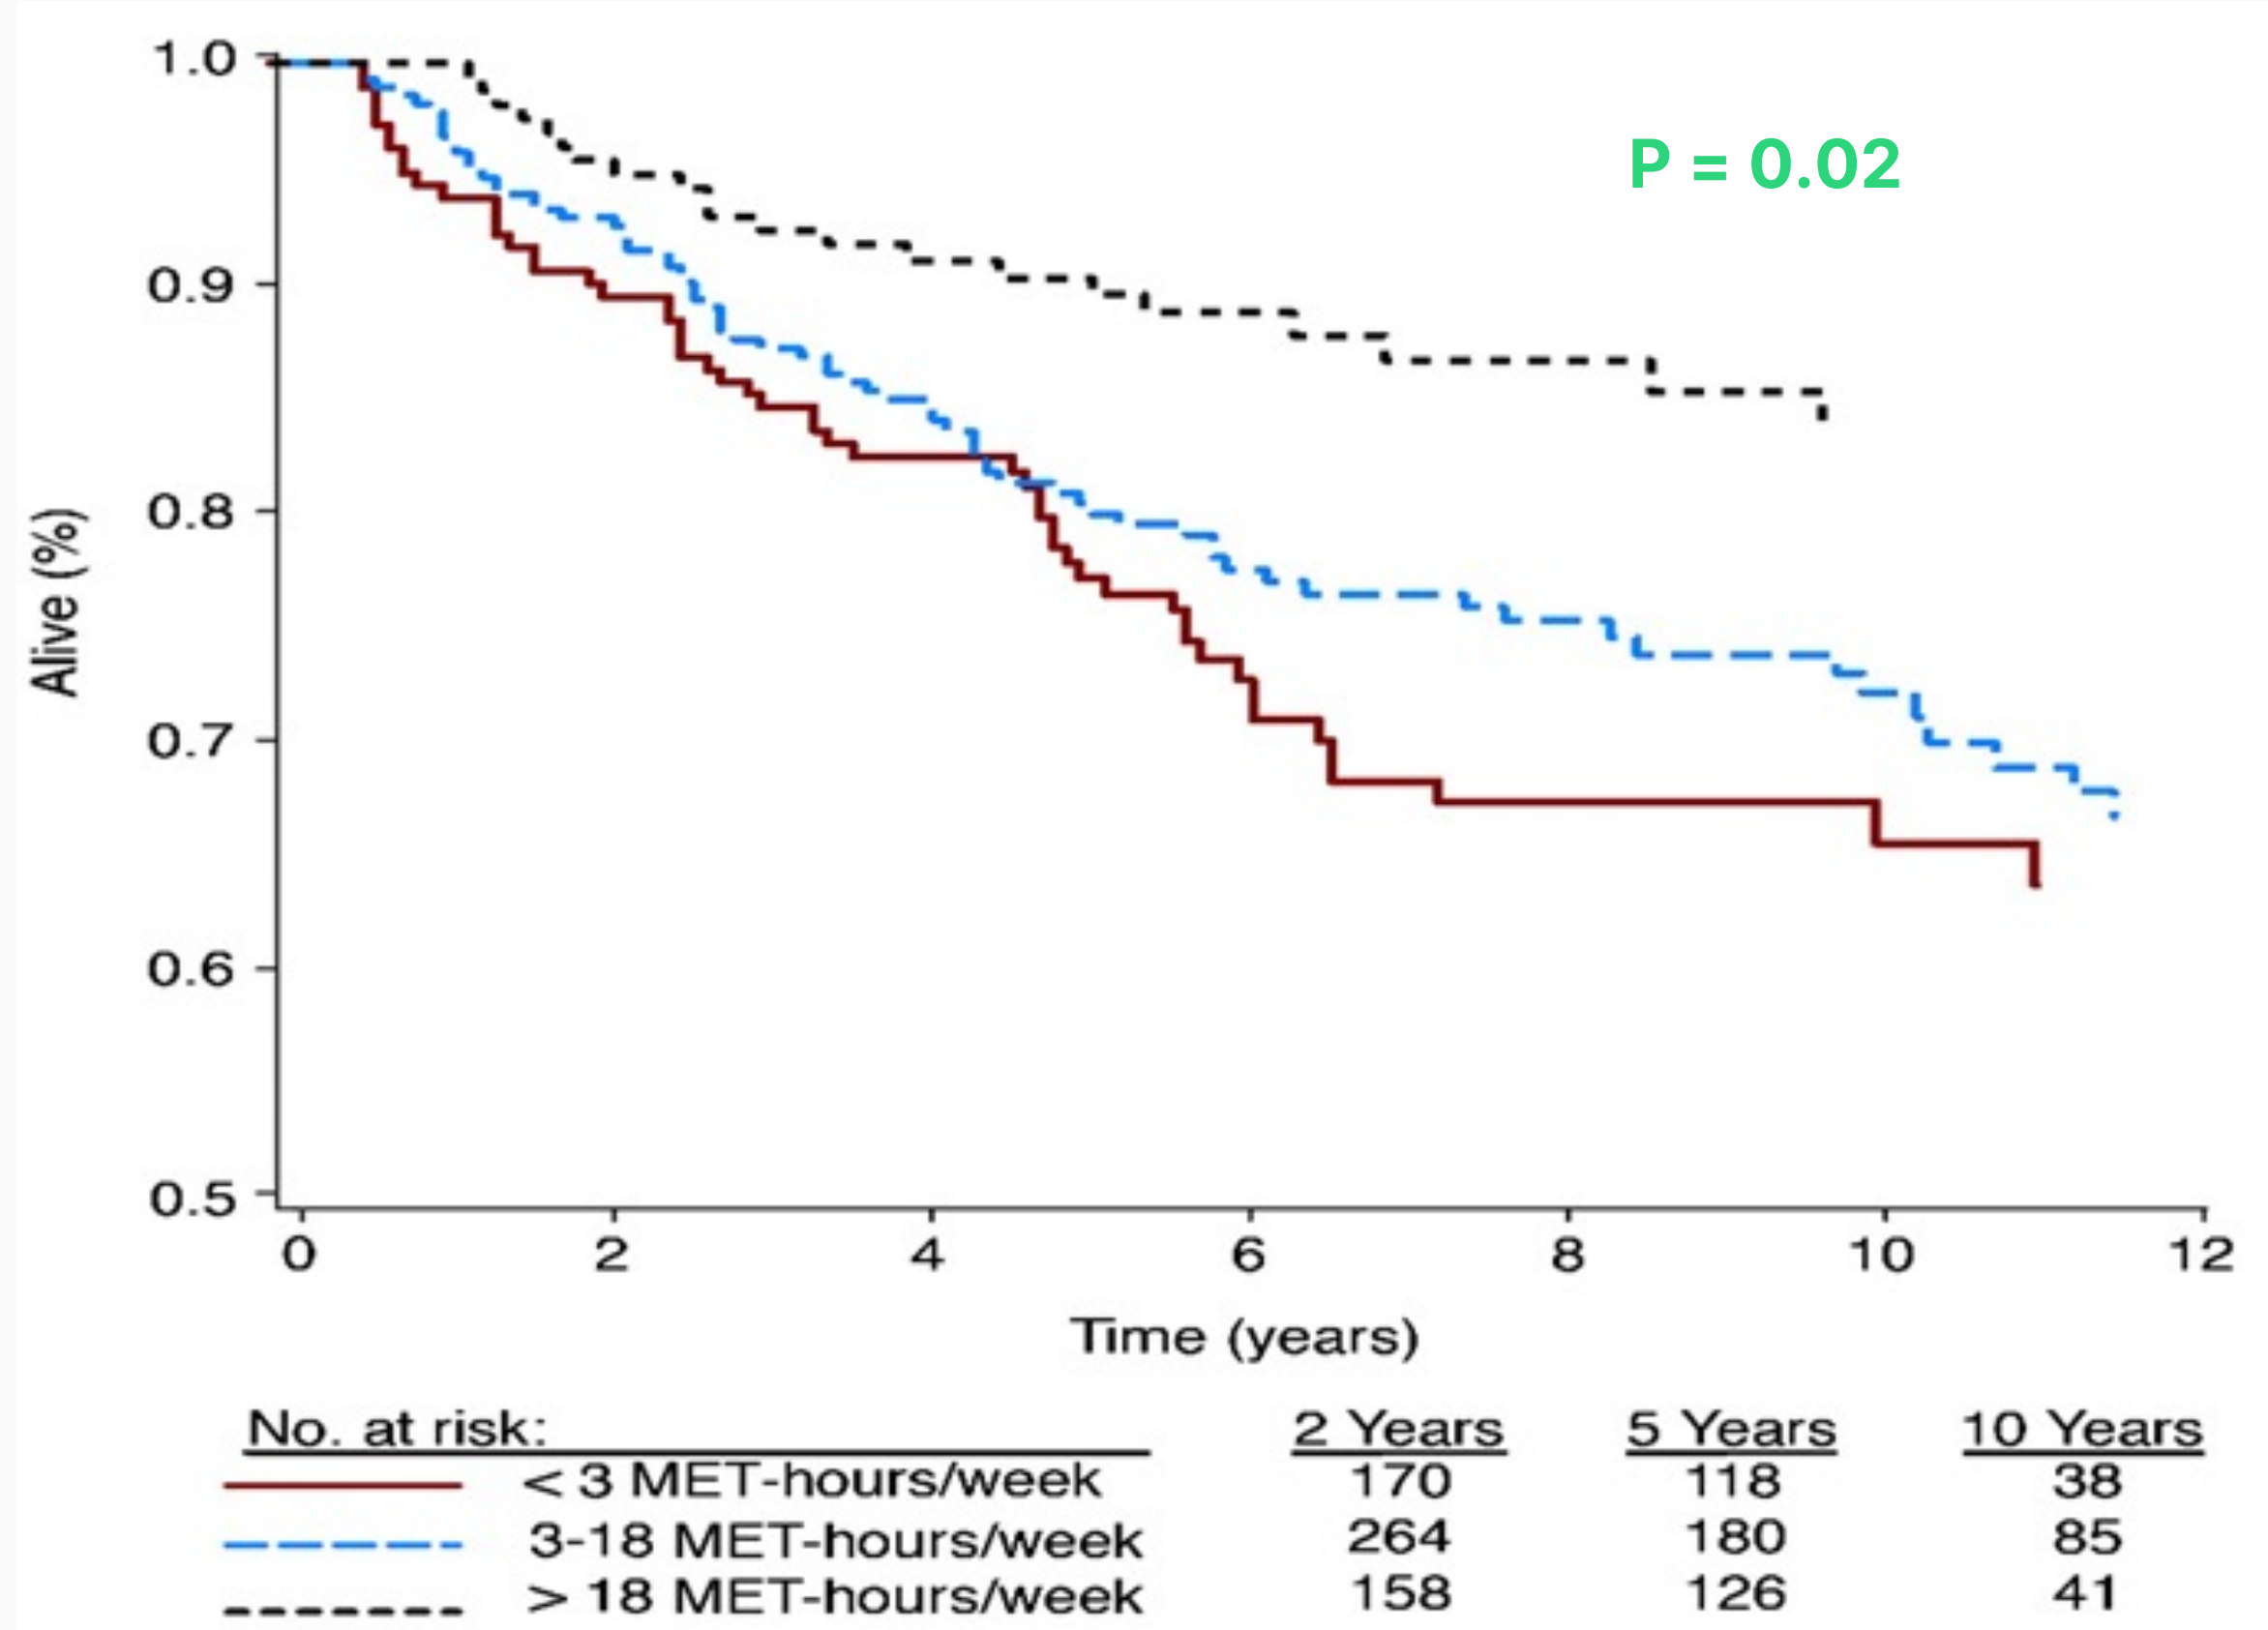 1.0
P = 0.02
0.9
0.8
Alive (%)
0.7
0.6
0.5
0 2 4 6 8 10 12
Time (years)
No. at risk: 2 Years 5 Years 10 Years
< 3 MET-hours/week 170 118 38
3-18 MET-hours/week 264 180 85
> 18 MET-hours/week 158 126 41